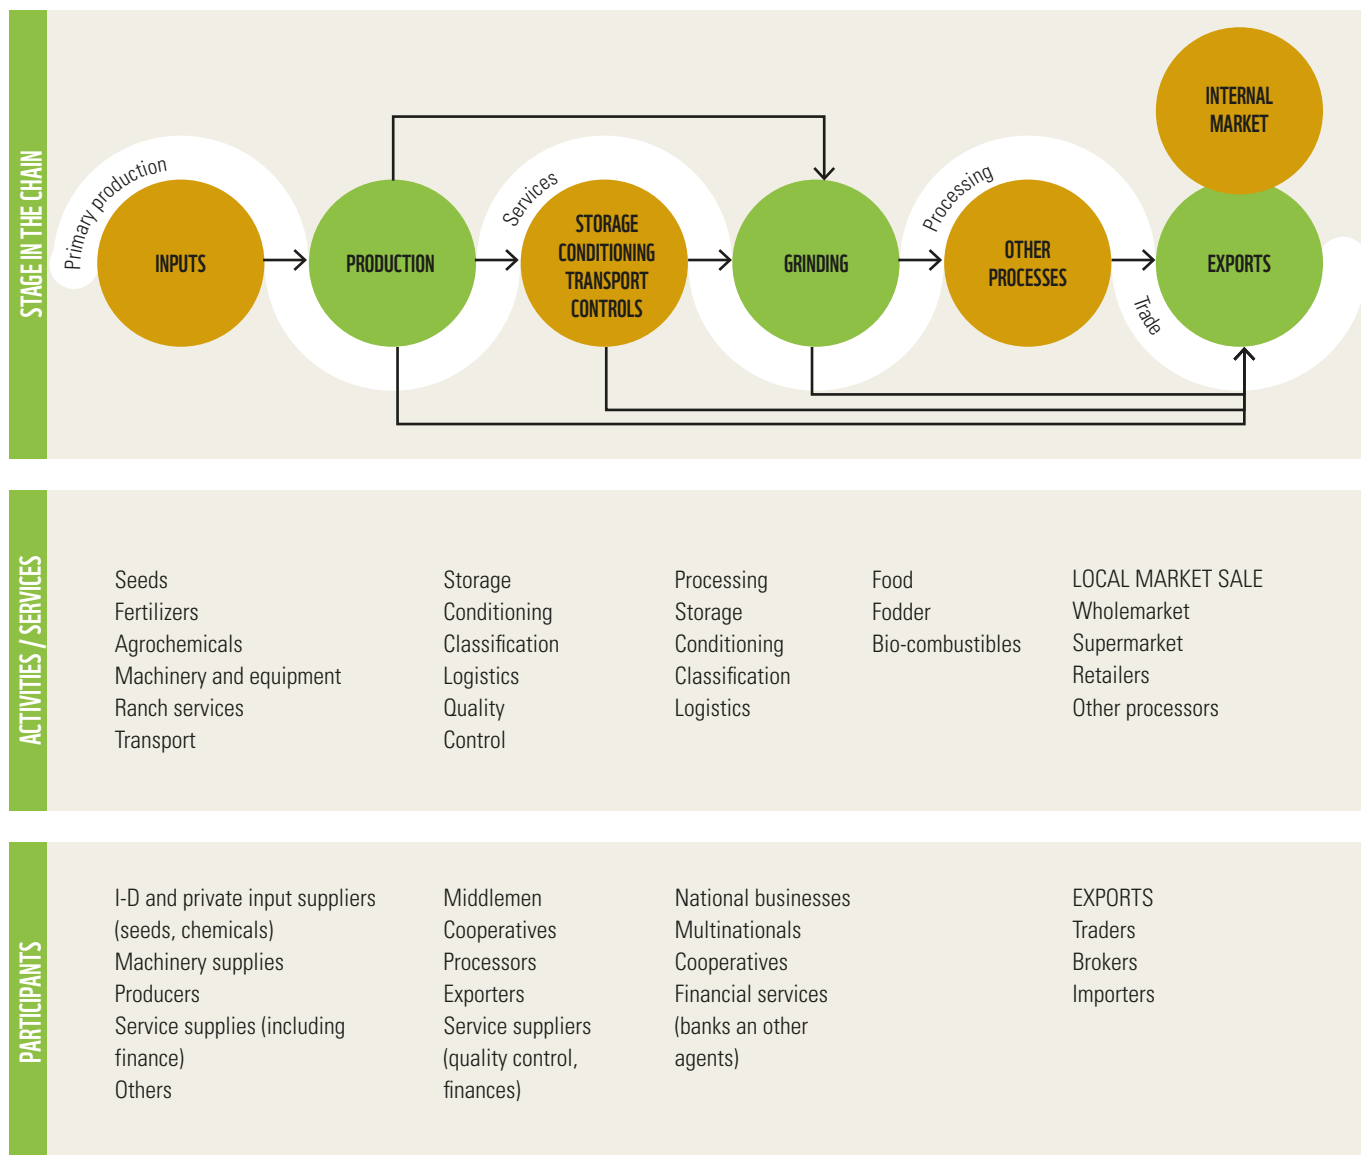 STAGE IN THE CHAIN
Primary production
INPUTS
PRODUCTION
Services
STORAGE
CONDITIONING
TRANSPORT
CONTROLS
GRINDING
Processing
OTHER
PROCESSES
Trade
INTERNAL
MARKET
EXPORTS
ACTIVITIES / SERVICES
Seeds
Fertilizers
Agrochemicals
Machinery and equipment
Ranch services
Transport
Storage
Conditioning
Classification
Logistics
Quality
Control
Processing
Storage
Conditioning
Classification
Logistics
Food
Fodder
Bio-combustibles
LOCAL MARKET SALE
Wholemarket
Supermarket
Retailers
Other processors
PARTICIPANTS
I-D and private input suppliers
(seeds, chemicals)
Machinery supplies
Producers
Service supplies (including
finance)
Others
Middlemen
Cooperatives
Processors
Exporters
Service suppliers
(quality control,
finances)
National businesses
Multinationals
Cooperatives
Financial services
(banks an other
agents)
EXPORTS
Traders
Brokers
Importers